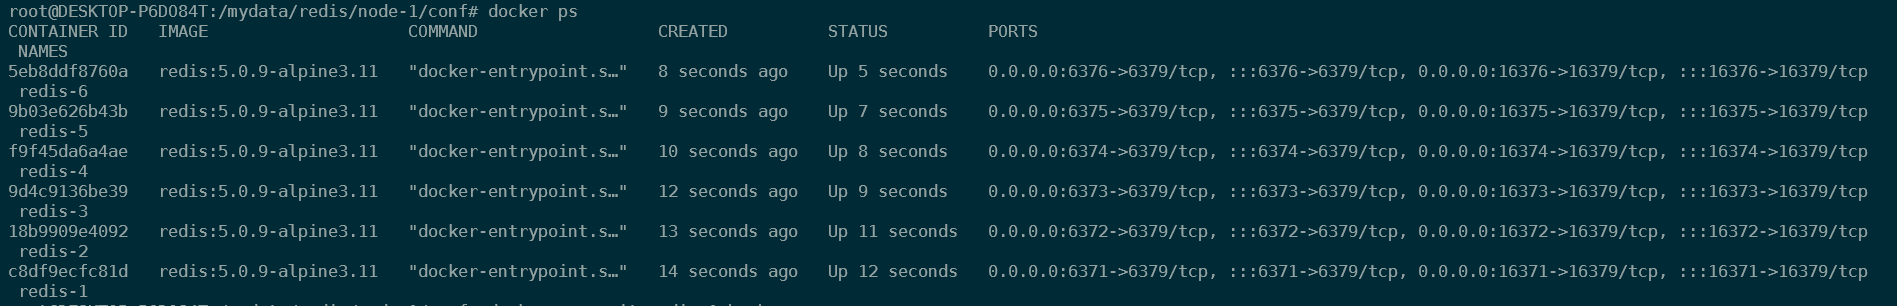 root@DESKTOP-P6DO84T:/mydata/redis/node-1/conf# docker ps
CONTAINER ID   IMAGE                    COMMAND                  CREATED          STATUS          PORTS
 NAMES
5eb8ddf8760a   redis:5.0.9-alpine3.11   "docker-entrypoint.s…"   8 seconds ago    Up 5 seconds    0.0.0.0:6376->6379/tcp, :::6376->6379/tcp, 0.0.0.0:16376->16379/tcp, :::16376->16379/tcp
 redis-6
9b03e626b43b   redis:5.0.9-alpine3.11   "docker-entrypoint.s…"   9 seconds ago    Up 7 seconds    0.0.0.0:6375->6379/tcp, :::6375->6379/tcp, 0.0.0.0:16375->16379/tcp, :::16375->16379/tcp
 redis-5
f9f45da6a4ae   redis:5.0.9-alpine3.11   "docker-entrypoint.s…"   10 seconds ago   Up 8 seconds    0.0.0.0:6374->6379/tcp, :::6374->6379/tcp, 0.0.0.0:16374->16379/tcp, :::16374->16379/tcp
 redis-4
9d4c9136be39   redis:5.0.9-alpine3.11   "docker-entrypoint.s…"   12 seconds ago   Up 9 seconds    0.0.0.0:6373->6379/tcp, :::6373->6379/tcp, 0.0.0.0:16373->16379/tcp, :::16373->16379/tcp
 redis-3
18b9909e4092   redis:5.0.9-alpine3.11   "docker-entrypoint.s…"   13 seconds ago   Up 11 seconds   0.0.0.0:6372->6379/tcp, :::6372->6379/tcp, 0.0.0.0:16372->16379/tcp, :::16372->16379/tcp
 redis-2
c8df9ecfc81d   redis:5.0.9-alpine3.11   "docker-entrypoint.s…"   14 seconds ago   Up 12 seconds   0.0.0.0:6371->6379/tcp, :::6371->6379/tcp, 0.0.0.0:16371->16379/tcp, :::16371->16379/tcp
 redis-1